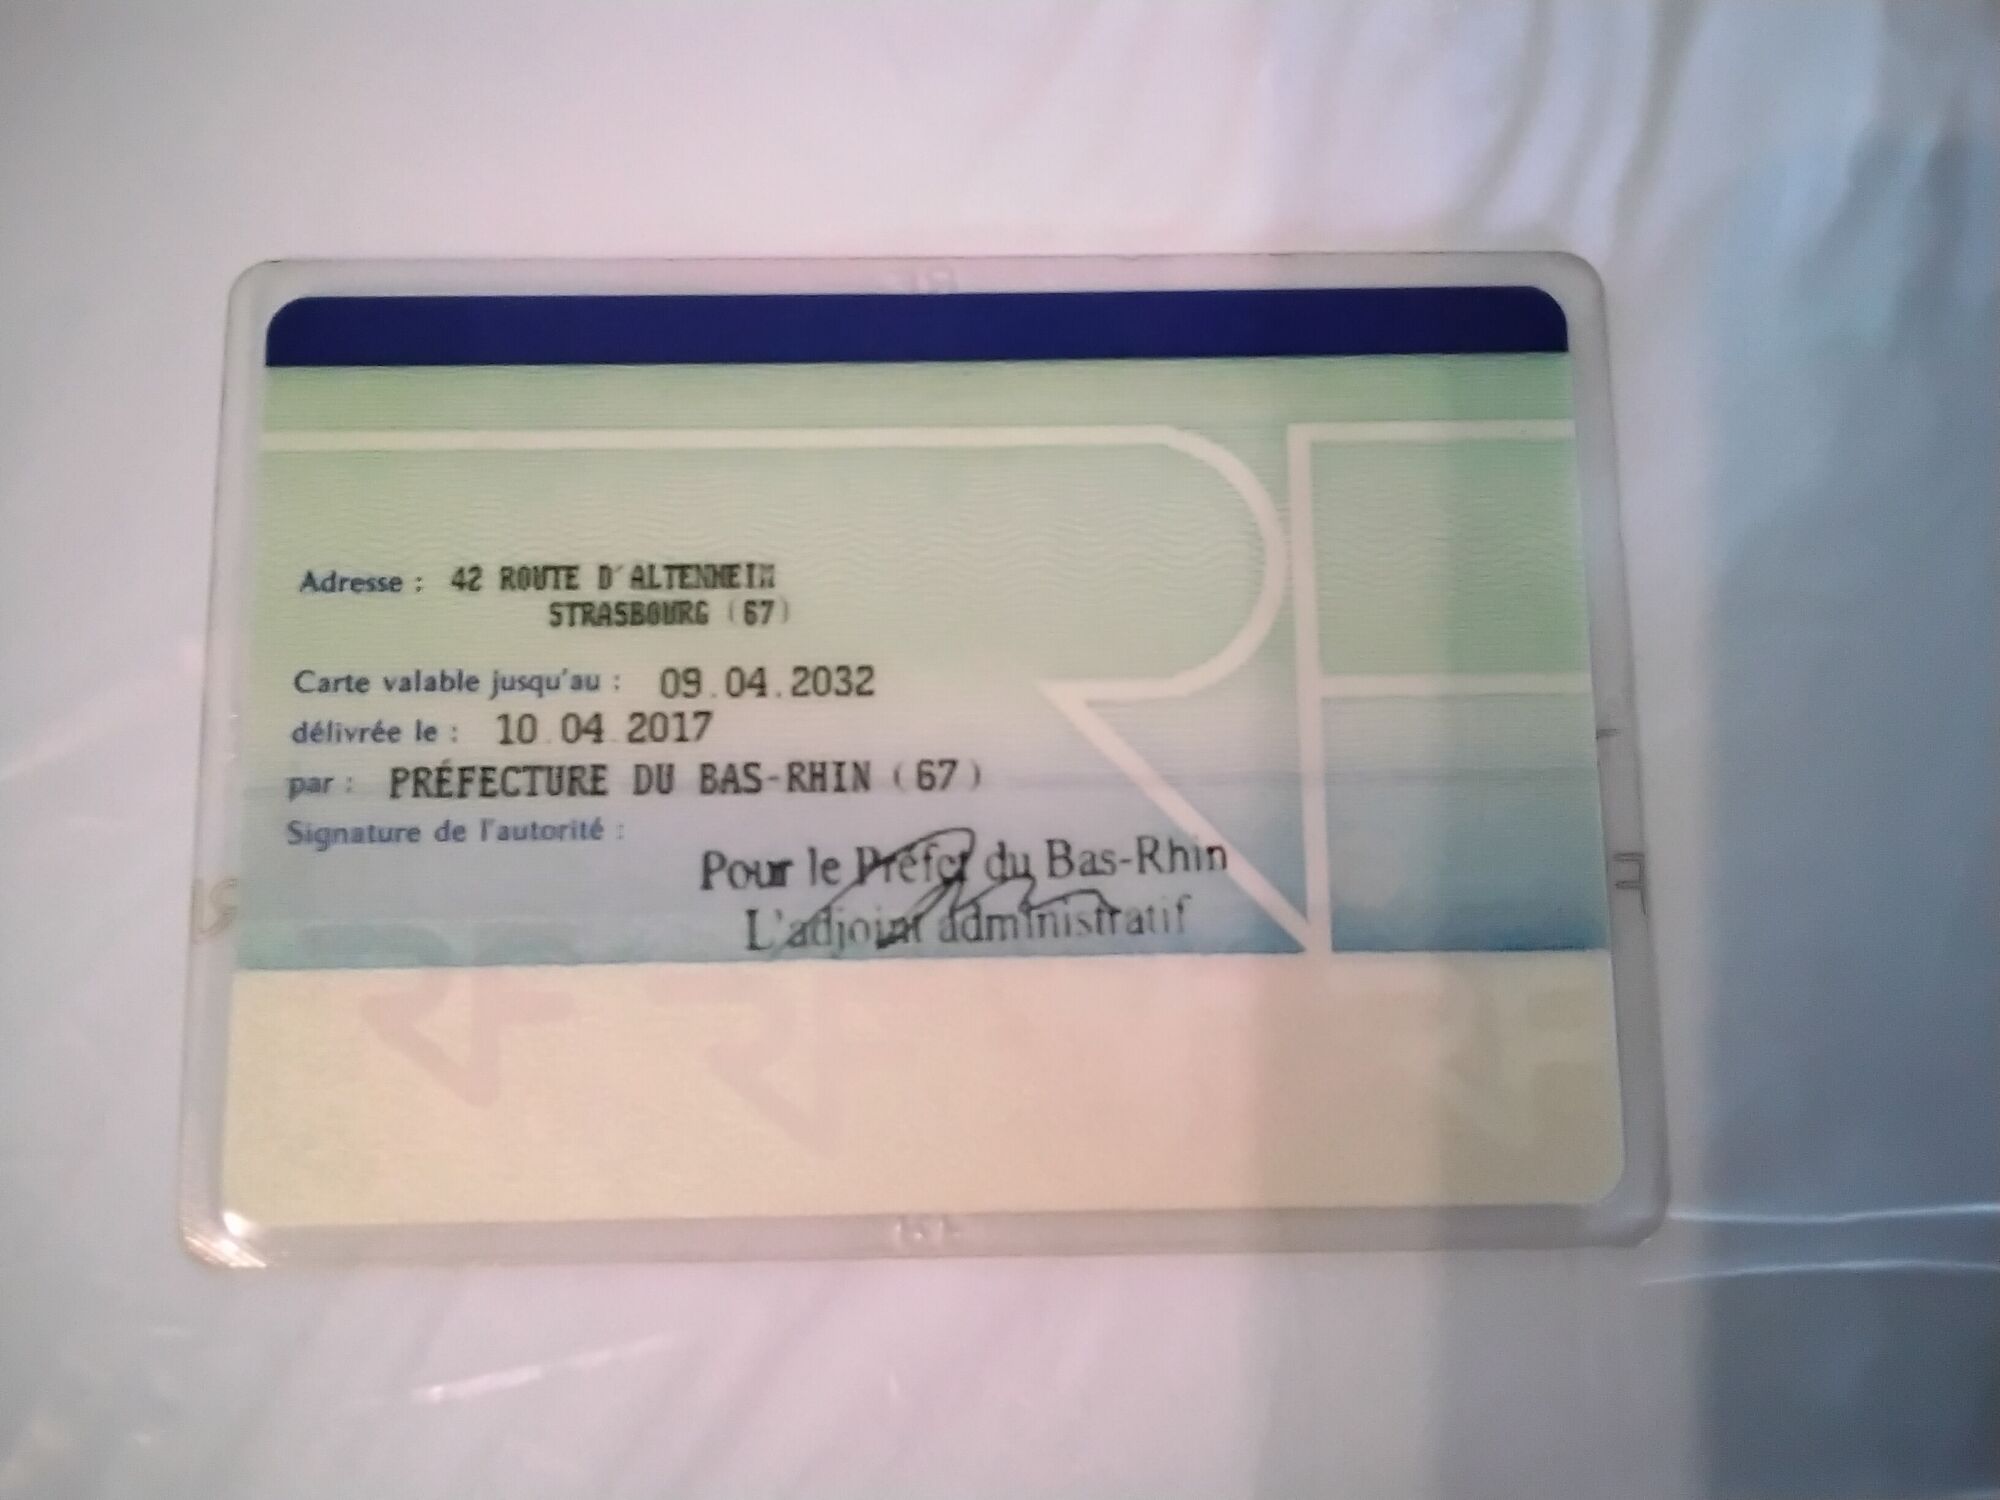 Adresse : 42 ROUTE D'ALTENHEIM
STRASBOURG (67)
Carte valable jusqu'au : 09.04.2032
délivrée le : 10.04.2017
par : PRÉFECTURE DU BAS-RHIN (67)
Signature de l'autorité :
Pour le Préfet du Bas-Rhin
L'adjoint administratif
RF